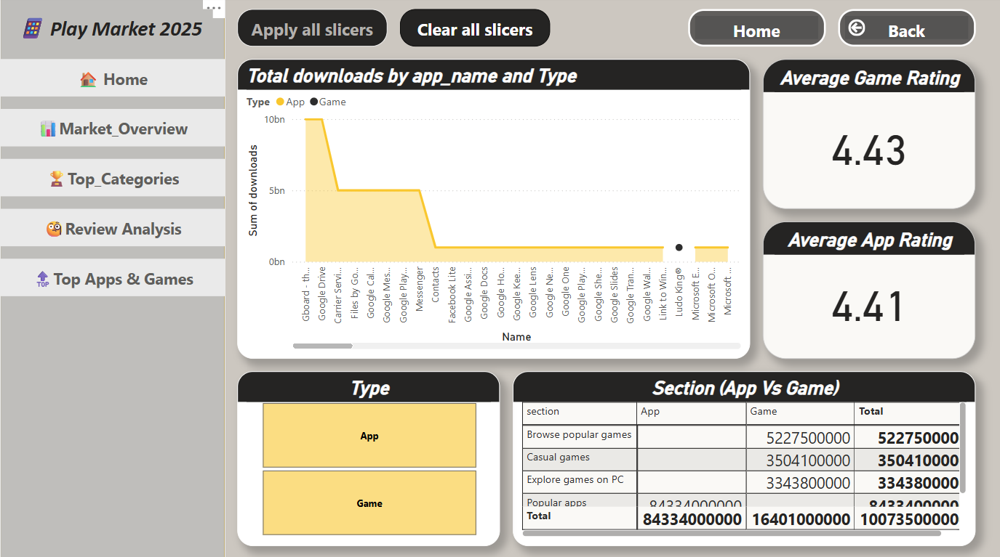 Play Market 2025
Home
Market_Overview
Top_Categories
Review Analysis
TOP
Top Apps & Games
Apply all slicers
Clear all slicers
Home
Back
Total downloads by app_name and Type
Type App Game
Sum of downloads
10bn
5bn
0bn
Gboard - th...
Google Drive
Carrier Servi...
Files by Go...
Google Cal...
Google Mes...
Google Play...
Messenger
Contacts
Facebook Lite
Google Assi...
Google Docs
Google Ho...
Google Kee...
Google Lens
Google Ne...
Google One
Google Play...
Google She...
Google Slides
Google Tran...
Google Wal...
Link to Win...
Ludo King®
Microsoft E...
Microsoft O...
Microsoft ...
Name
Average Game Rating
4.43
Average App Rating
4.41
Type
App
Game
Section (App Vs Game)
section App Game Total
Browse popular games 5227500000 5227500000
Casual games 3504100000 3504100000
Explore games on PC 3343800000 3343800000
Popular apps 84334000000 84334000000
Total 84334000000 16401000000 100735000000